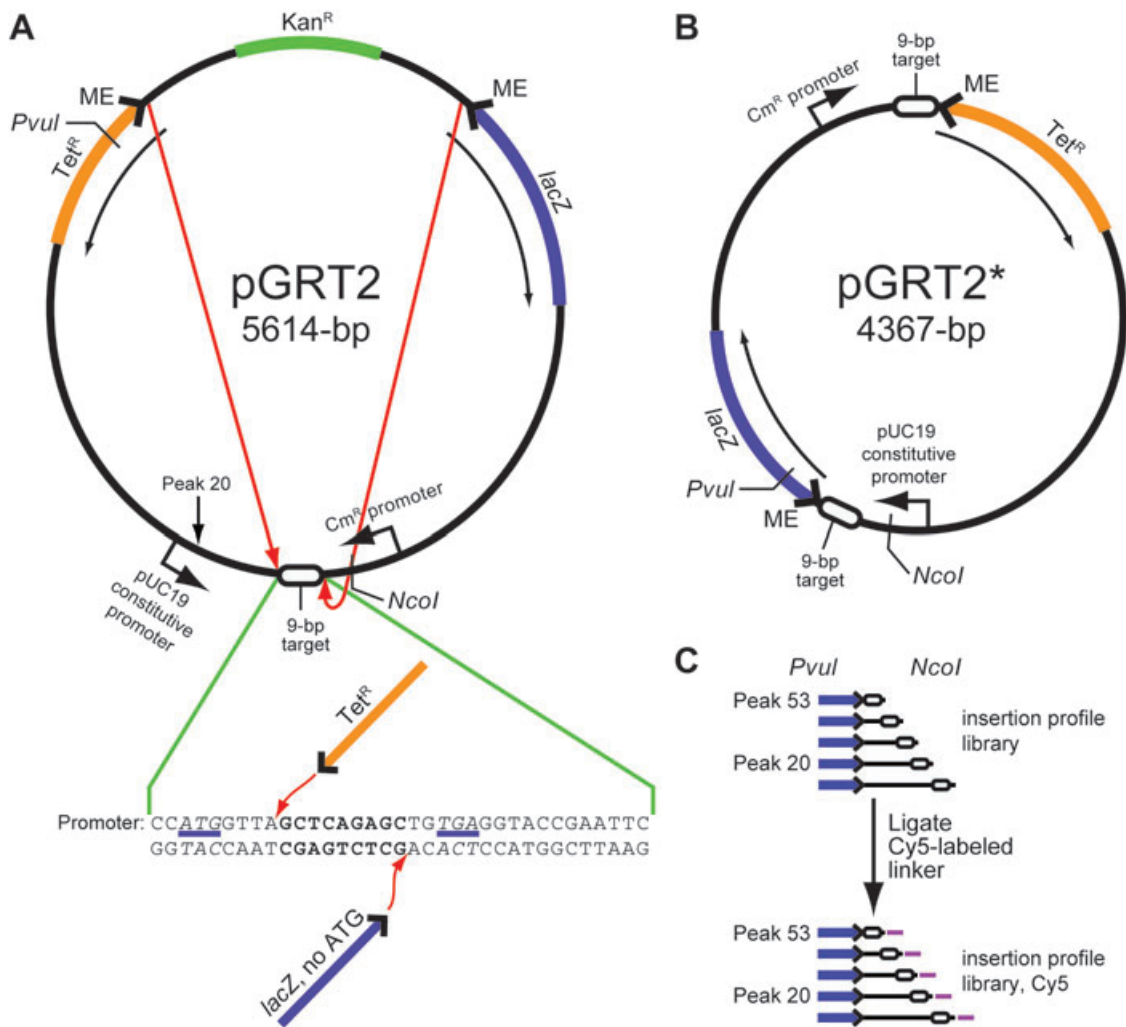 A
Kan^R
ME
ME
PvuI
Tet^R
lacZ
pGRT2
5614-bp
Peak 20
Cm^R promoter
pUC19
constitutive
promoter
9-bp
target
NcoI
Tet^R
Promoter: CCATGGTTAGCTCAGAGCTGTGAGGTACCGAATTC
GGTACCAATCGAGTCTCGACACTCCATGGCTTAAG
lacZ, no ATG
B
9-bp
target
Cm^R promoter
ME
Tet^R
pGRT2*
4367-bp
lacZ
pUC19
constitutive
promoter
PvuI
ME
9-bp
target
NcoI
C
PvuI NcoI
Peak 53
Peak 20
insertion profile
library
Ligate
Cy5-labeled
linker
Peak 53
Peak 20
insertion profile
library, Cy5